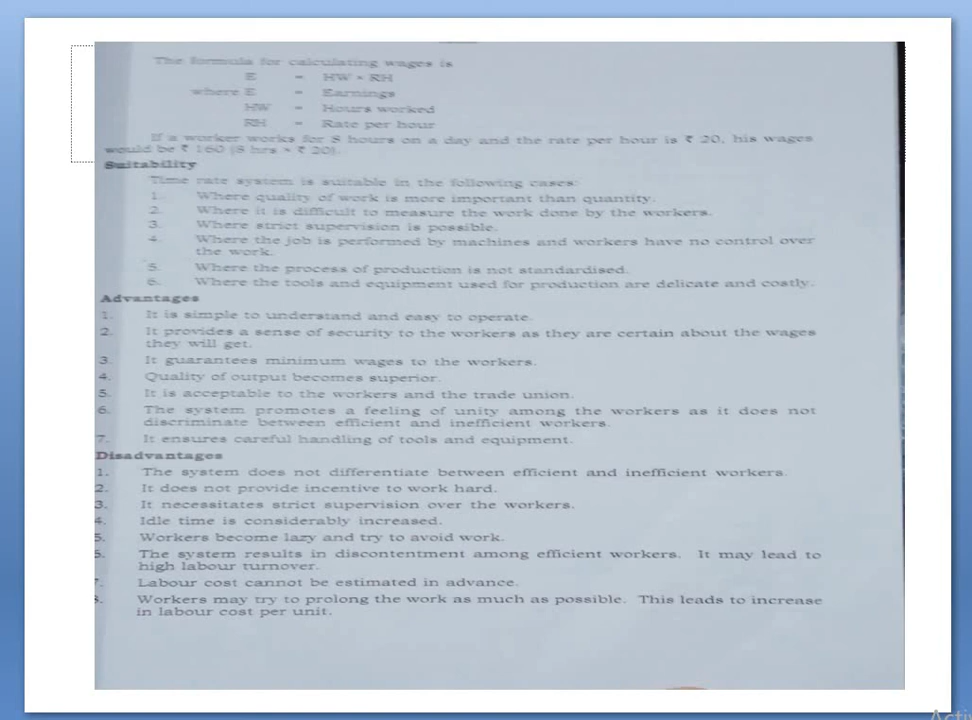 The formula for calculating wages is
E = HW × RH
where E = Earnings
HW = Hours worked
RH = Rate per hour
If a worker works for 8 hours on a day and the rate per hour is ₹ 20, his wages
would be ₹ 160 (8 hrs × ₹ 20).
Suitability
Time rate system is suitable in the following cases:
1. Where quality of work is more important than quantity.
2. Where it is difficult to measure the work done by the workers.
3. Where strict supervision is possible.
4. Where the job is performed by machines and workers have no control over
the work.
5. Where the process of production is not standardised.
6. Where the tools and equipment used for production are delicate and costly.
Advantages
1. It is simple to understand and easy to operate.
2. It provides a sense of security to the workers as they are certain about the wages
they will get.
3. It guarantees minimum wages to the workers.
4. Quality of output becomes superior.
5. It is acceptable to the workers and the trade union.
6. The system promotes a feeling of unity among the workers as it does not
discriminate between efficient and inefficient workers.
7. It ensures careful handling of tools and equipment.
Disadvantages
1. The system does not differentiate between efficient and inefficient workers.
2. It does not provide incentive to work hard.
3. It necessitates strict supervision over the workers.
4. Idle time is considerably increased.
5. Workers become lazy and try to avoid work.
6. The system results in discontentment among efficient workers. It may lead to
high labour turnover.
Labour cost cannot be estimated in advance.
Workers may try to prolong the work as much as possible. This leads to increase
in labour cost per unit.